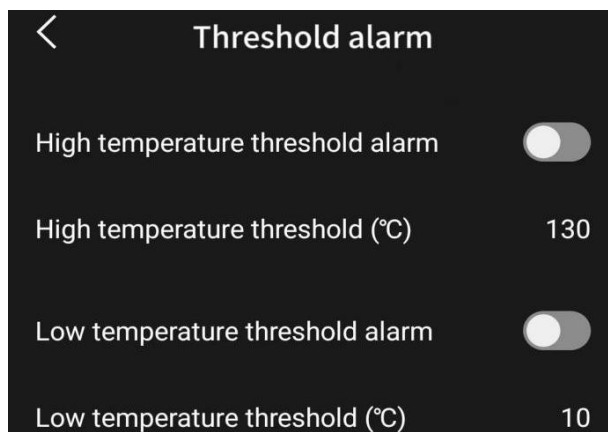 Threshold alarm
High temperature threshold alarm
High temperature threshold (℃) 130
Low temperature threshold alarm
Low temperature threshold (℃) 10